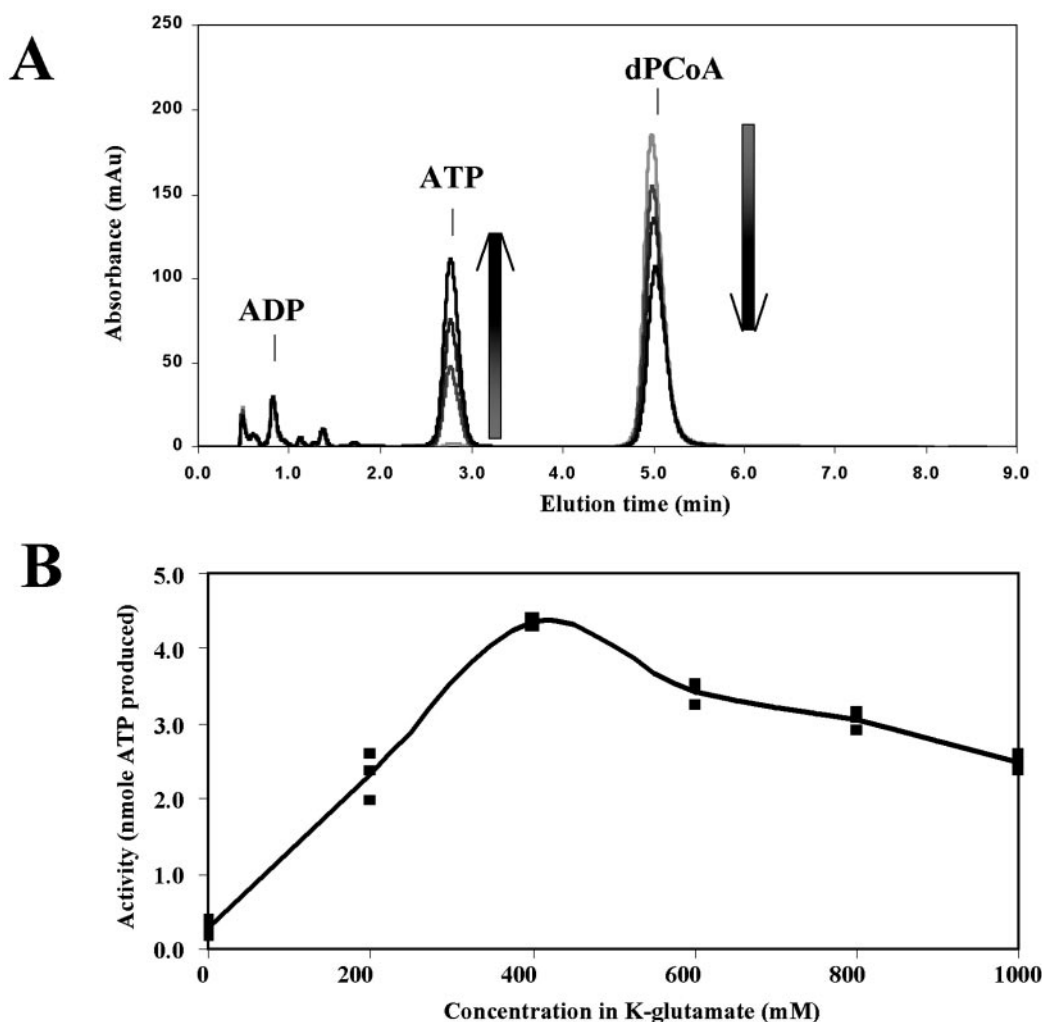 A
250
200
150
100
50
0
Absorbance (mAu)
ADP
ATP
dPCoA
0.0 1.0 2.0 3.0 4.0 5.0 6.0 7.0 8.0 9.0
Elution time (min)
B
5.0
4.0
3.0
2.0
1.0
0.0
Activity (nmole ATP produced)
0 200 400 600 800 1000
Concentration in K-glutamate (mM)